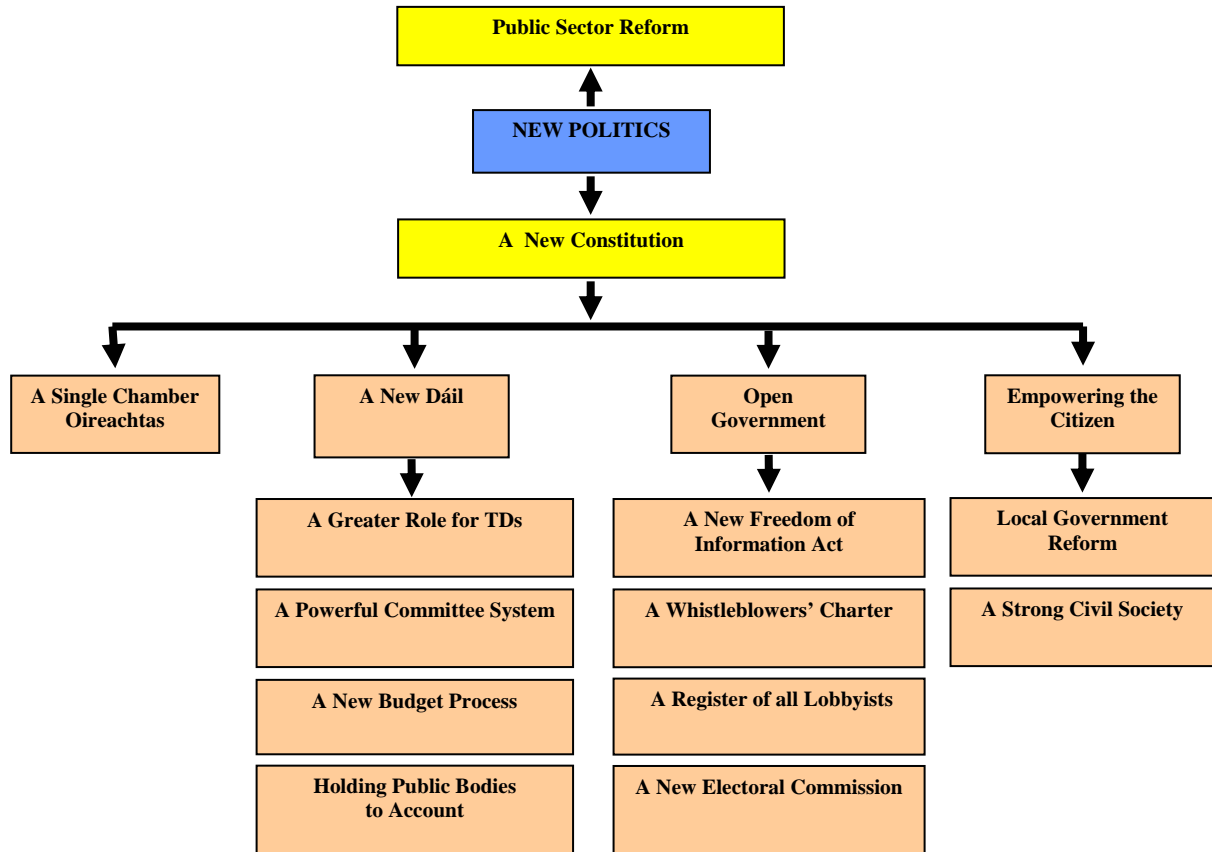 Public Sector Reform
NEW POLITICS
A New Constitution
A Single Chamber
Oireachtas
A New Dáil
Open
Government
Empowering the
Citizen
A Greater Role for TDs
A Powerful Committee System
A New Budget Process
Holding Public Bodies
to Account
A New Freedom of
Information Act
A Whistleblowers’ Charter
A Register of all Lobbyists
A New Electoral Commission
Local Government
Reform
A Strong Civil Society